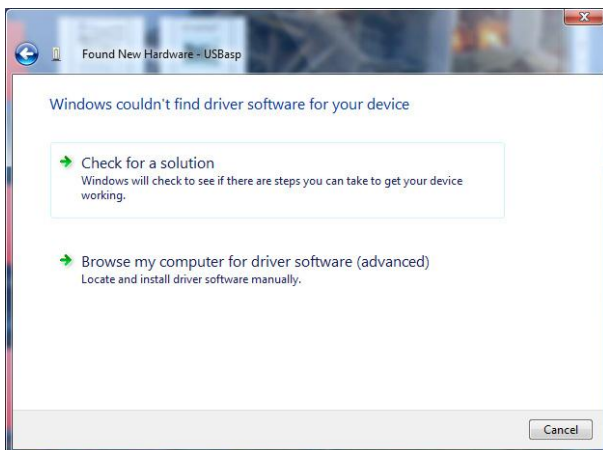 Found New Hardware - USBasp
Windows couldn't find driver software for your device
Check for a solution
Windows will check to see if there are steps you can take to get your device
working.
Browse my computer for driver software (advanced)
Locate and install driver software manually.
Cancel